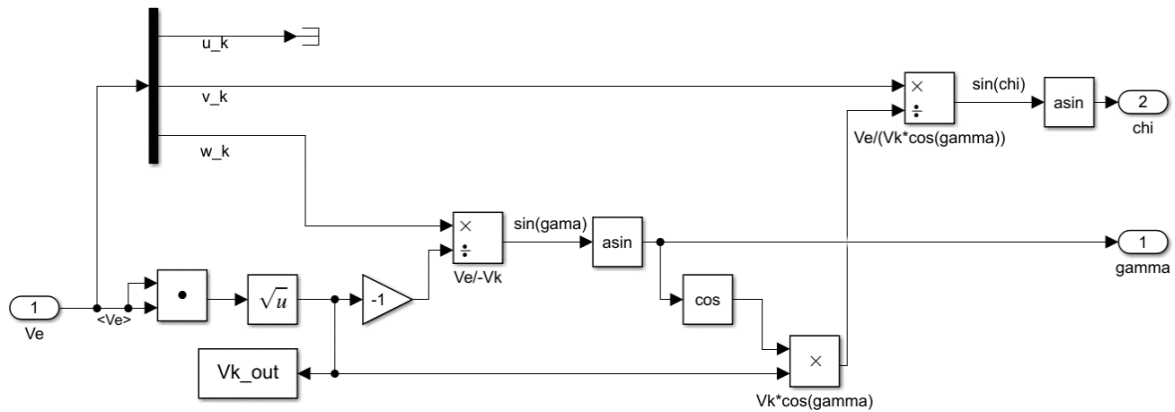 u_k
v_k
w_k
×
÷
Ve/(Vk*cos(gamma))
sin(chi)
asin
2
chi
×
÷
Ve/-Vk
sin(gama)
asin
1
gamma
1
Ve
<Ve>
√u
-1
cos
Vk_out
×
Vk*cos(gamma)